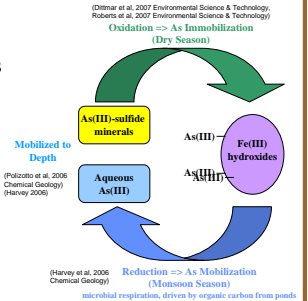 (Dittmar et al, 2007 Environmental Science & Technology,
Roberts et al, 2007 Environmental Science & Technology)
Oxidation => As Immobilization
(Dry Season)
As(III)-sulfide
minerals
As(III)
Fe(III)
hydroxides
As(III)
As(III)
Mobilized to
Depth
(Polizotto et al, 2006
Chemical Geology)
(Harvey 2006)
Aqueous
As(III)
(Harvey et al, 2006
Chemical Geology)
Reduction => As Mobilization
(Monsoon Season)
microbial respiration, driven by organic carbon from ponds